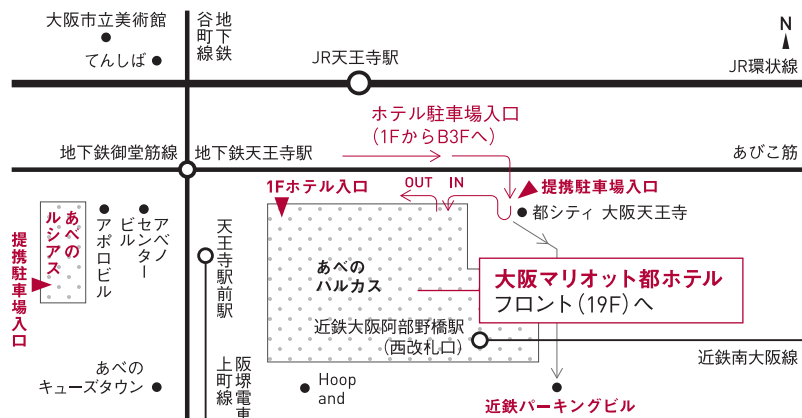 大阪市立美術館
てんしば
地下鉄
谷町線
JR天王寺駅
N
JR環状線
ホテル駐車場入口
(1FからB3Fへ)
地下鉄御堂筋線
地下鉄天王寺駅
あびこ筋
1Fホテル入口
OUT
IN
提携駐車場入口
都シティ 大阪天王寺
あべの
ルシアス
提携駐車場入口
アポロビル
アベノ
センター
ビル
天王寺駅前駅
あべの
ハルカス
大阪マリオット都ホテル
フロント(19F)へ
近鉄大阪阿部野橋駅
(西改札口)
近鉄南大阪線
あべの
キューズタウン
阪堺電車
上町線
Hoop
and
近鉄パーキングビル